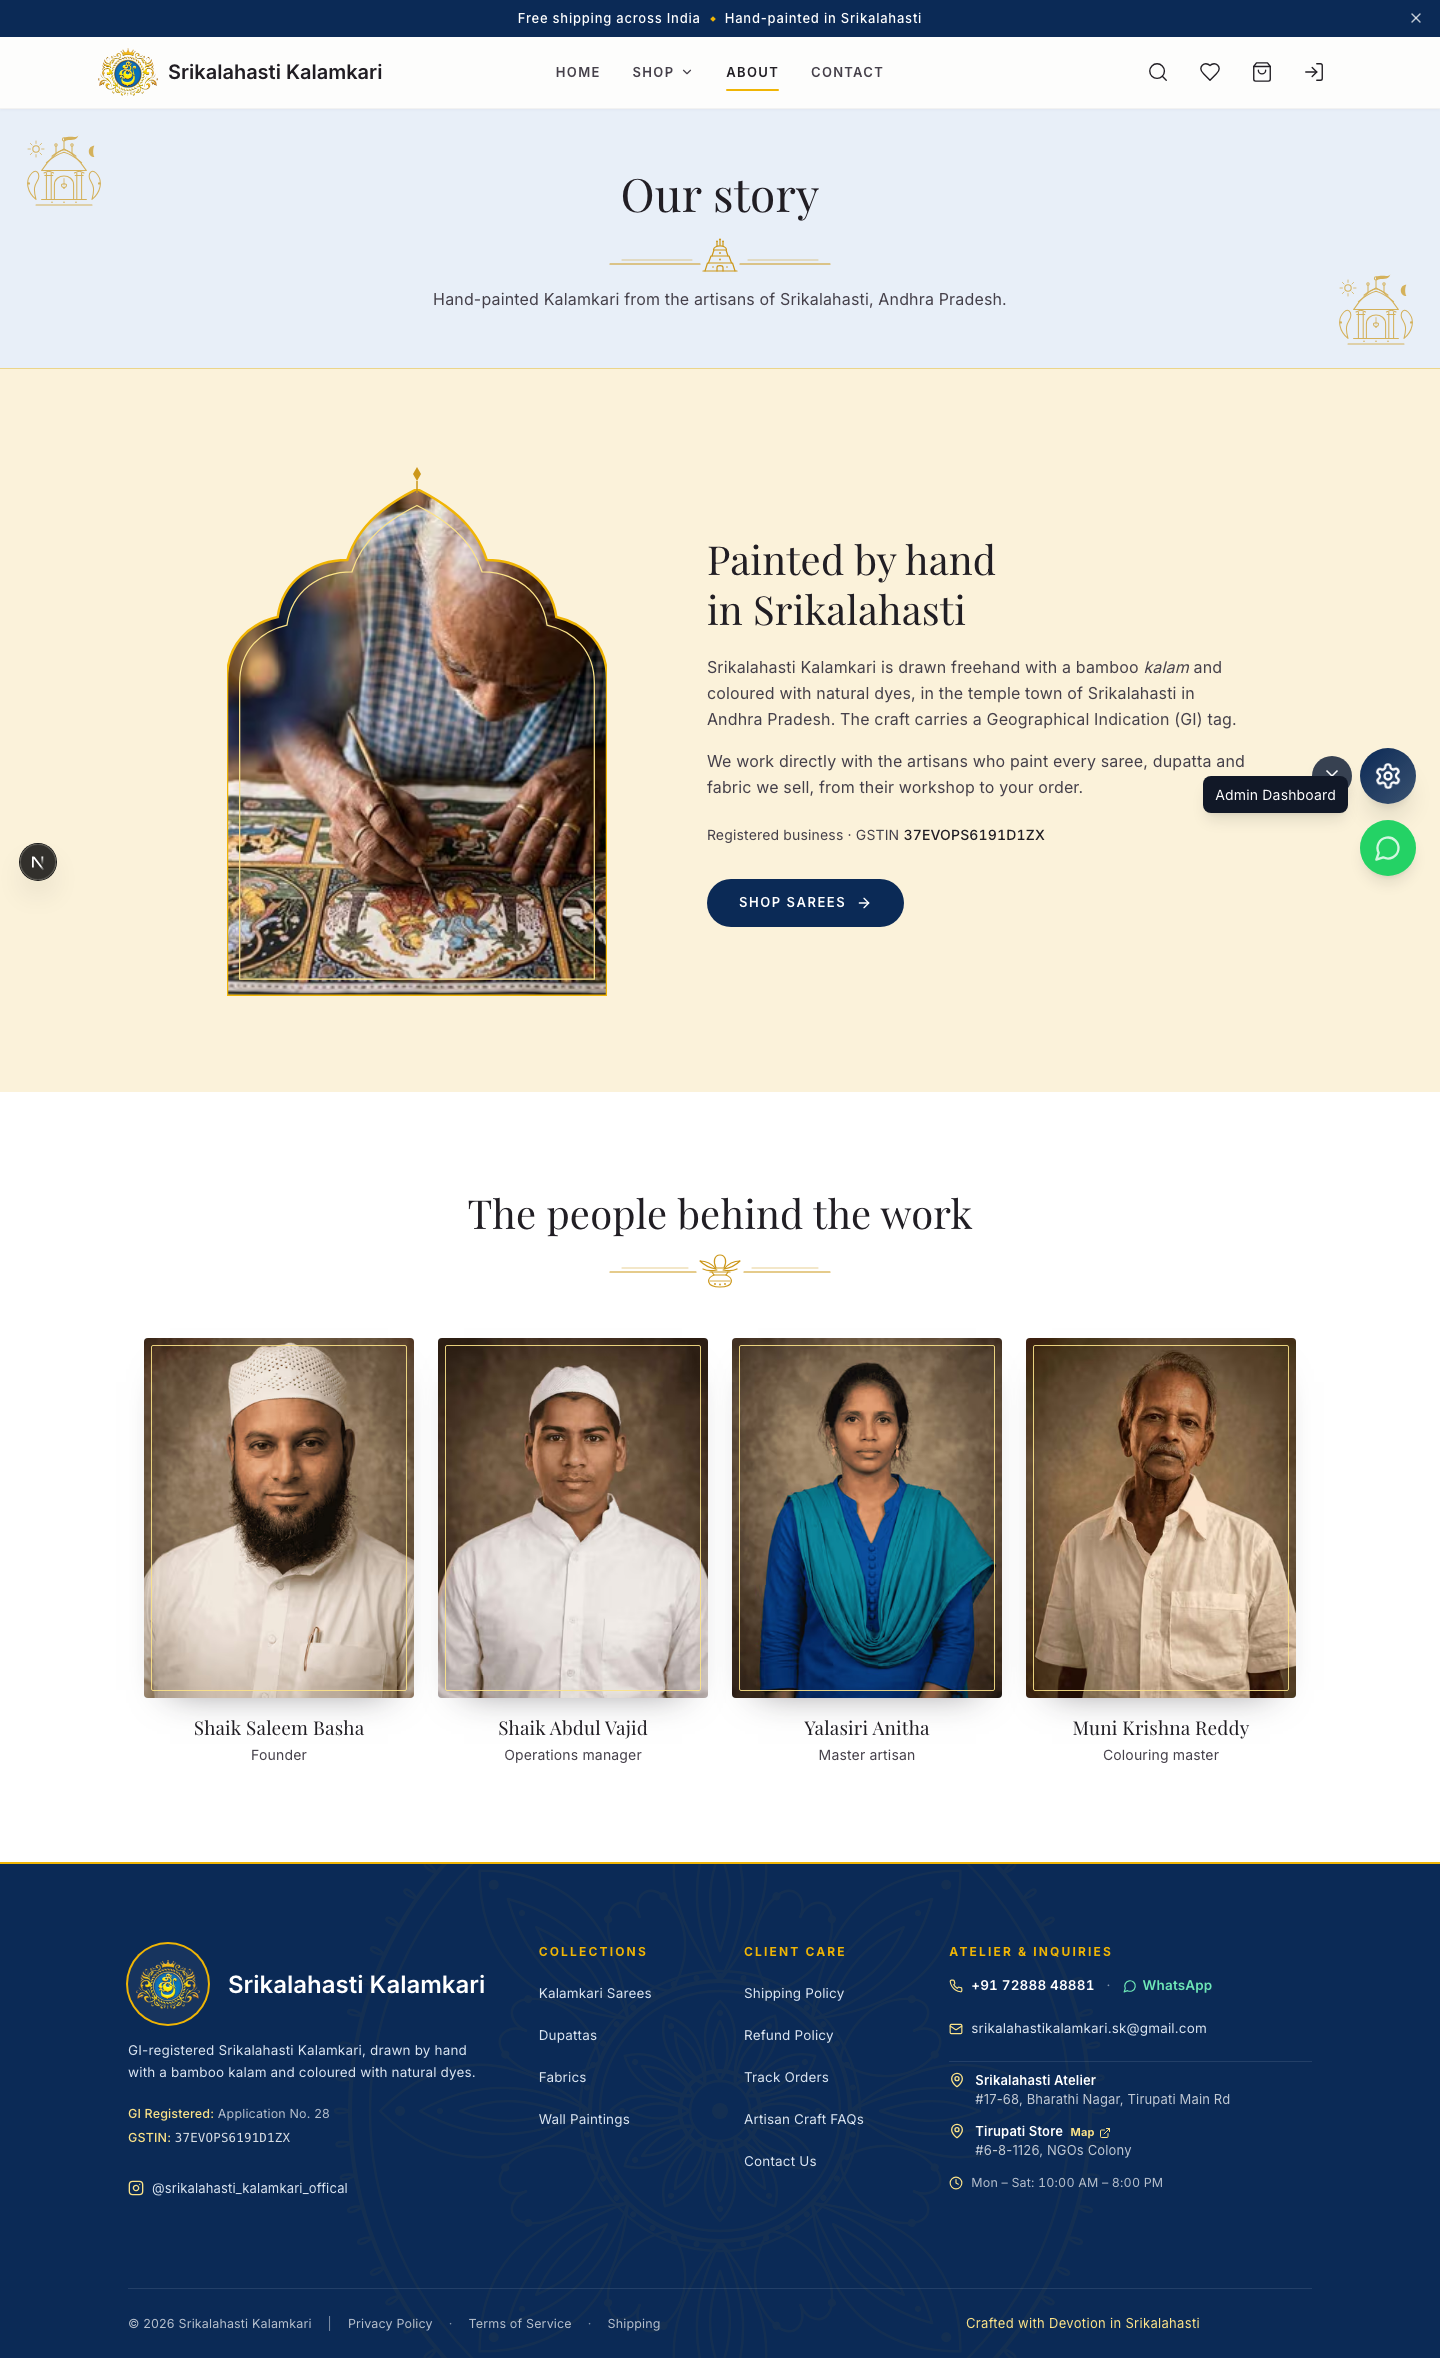 Free shipping across India • Hand-painted in Srikalahasti
Srikalahasti Kalamkari
HOME
SHOP
ABOUT
CONTACT
Our story
Hand-painted Kalamkari from the artisans of Srikalahasti, Andhra Pradesh.
Painted by hand
in Srikalahasti
Srikalahasti Kalamkari is drawn freehand with a bamboo kalam and
coloured with natural dyes, in the temple town of Srikalahasti in
Andhra Pradesh. The craft carries a Geographical Indication (GI) tag.
We work directly with the artisans who paint every saree, dupatta and
fabric we sell, from their workshop to your order.
Admin Dashboard
Registered business · GSTIN 37EVOPS6191D1ZX
N
SHOP SAREES
The people behind the work
Shaik Saleem Basha
Founder
Shaik Abdul Vajid
Operations manager
Yalasiri Anitha
Master artisan
Muni Krishna Reddy
Colouring master
Srikalahasti Kalamkari
GI-registered Srikalahasti Kalamkari, drawn by hand
with a bamboo kalam and coloured with natural dyes.
GI Registered: Application No. 28
GSTIN: 37EVOPS6191D1ZX
@srikalahasti_kalamkari_offical
COLLECTIONS
Kalamkari Sarees
Dupattas
Fabrics
Wall Paintings
CLIENT CARE
Shipping Policy
Refund Policy
Track Orders
Artisan Craft FAQs
Contact Us
ATELIER & INQUIRIES
+91 72888 48881 · WhatsApp
srikalahastikalamkari.sk@gmail.com
Srikalahasti Atelier
#17-68, Bharathi Nagar, Tirupati Main Rd
Tirupati Store Map
#6-8-1126, NGOs Colony
Mon – Sat: 10:00 AM – 8:00 PM
© 2026 Srikalahasti Kalamkari | Privacy Policy · Terms of Service · Shipping
Crafted with Devotion in Srikalahasti